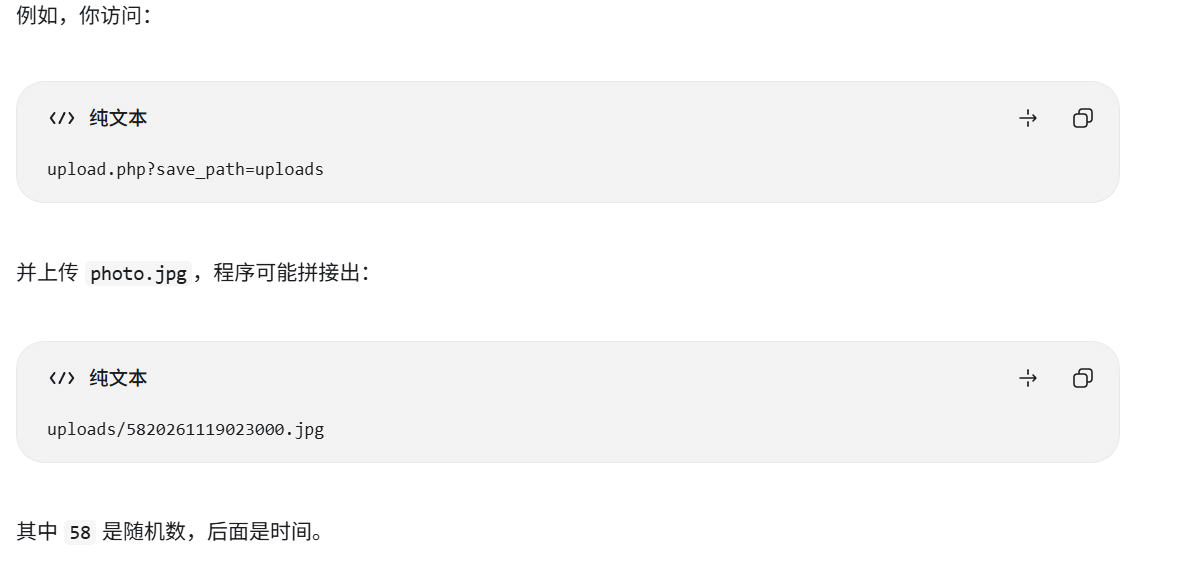 例如，你访问：
纯文本
upload.php?save_path=uploads
并上传 photo.jpg，程序可能拼接出：
纯文本
uploads/5820261119023000.jpg
其中 58 是随机数，后面是时间。